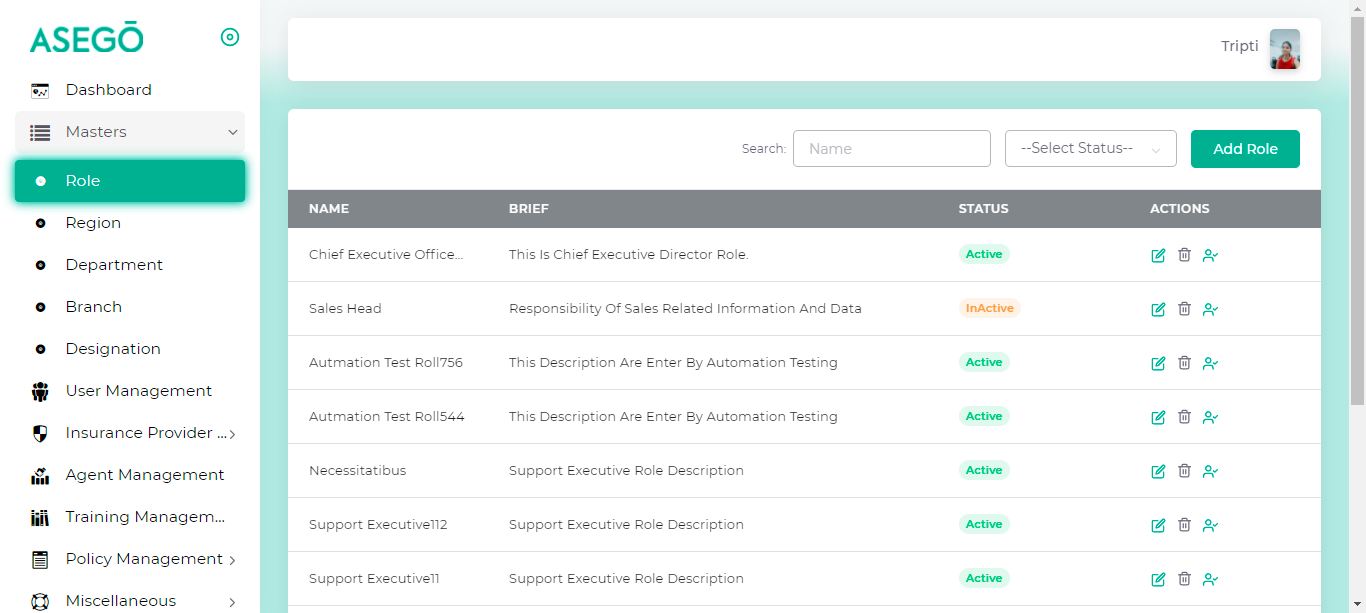 ASEGŌ
Tripti
Dashboard
Masters
Role
Region
Department
Branch
Designation
User Management
Insurance Provider ...
Agent Management
Training Managem...
Policy Management
Miscellaneous
Search: Name --Select Status-- Add Role
NAME BRIEF STATUS ACTIONS
Chief Executive Office... This Is Chief Executive Director Role. Active
Sales Head Responsibility Of Sales Related Information And Data InActive
Autmation Test Roll756 This Description Are Enter By Automation Testing Active
Autmation Test Roll544 This Description Are Enter By Automation Testing Active
Necessitatibus Support Executive Role Description Active
Support Executive112 Support Executive Role Description Active
Support Executive11 Support Executive Role Description Active